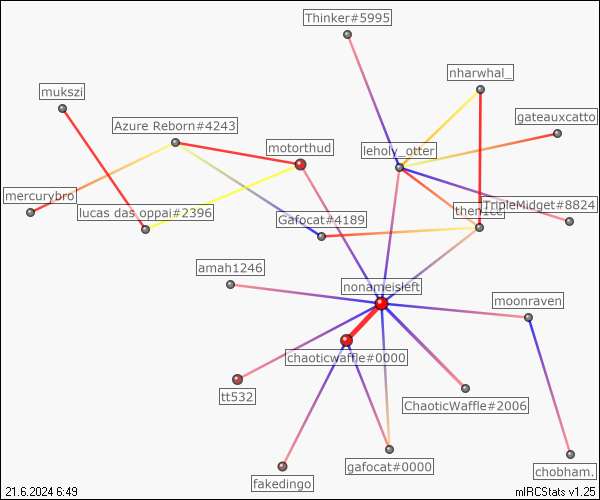 Thinker#5995
nharwhal_
mukszi
gateauxcatto
Azure Reborn#4243
motorthud
leholy_otter
mercurybro
lucas das oppai#2396
TripleMidget#8824
Gafocat#4189
amah1246
nonameisleft
moonraven
chaoticwaffle#0000
tt532
ChaoticWaffle#2006
gafocat#0000
fakedingo
chobham.
21.6.2024 6:49
mIRCStats v1.25